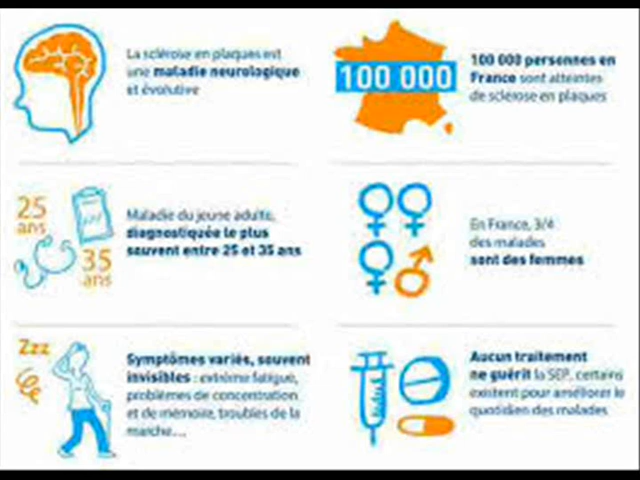 La sclérose en plaques est
une maladie neurologique
et évolutive
100 000
100 000 personnes en
France sont atteintes
de sclérose en plaques
25
ans
35
ans
Maladie du jeune adulte,
diagnostiquée le plus
souvent entre 25 et 35 ans
En France, 3/4
des malades
sont des femmes
Zzz
Symptômes variés, souvent
invisibles : extrême fatigue,
problèmes de concentration
et de mémoire, troubles de la
marche...
Aucun traitement
ne guérit la SEP, certains
existent pour améliorer le
quotidien des malades